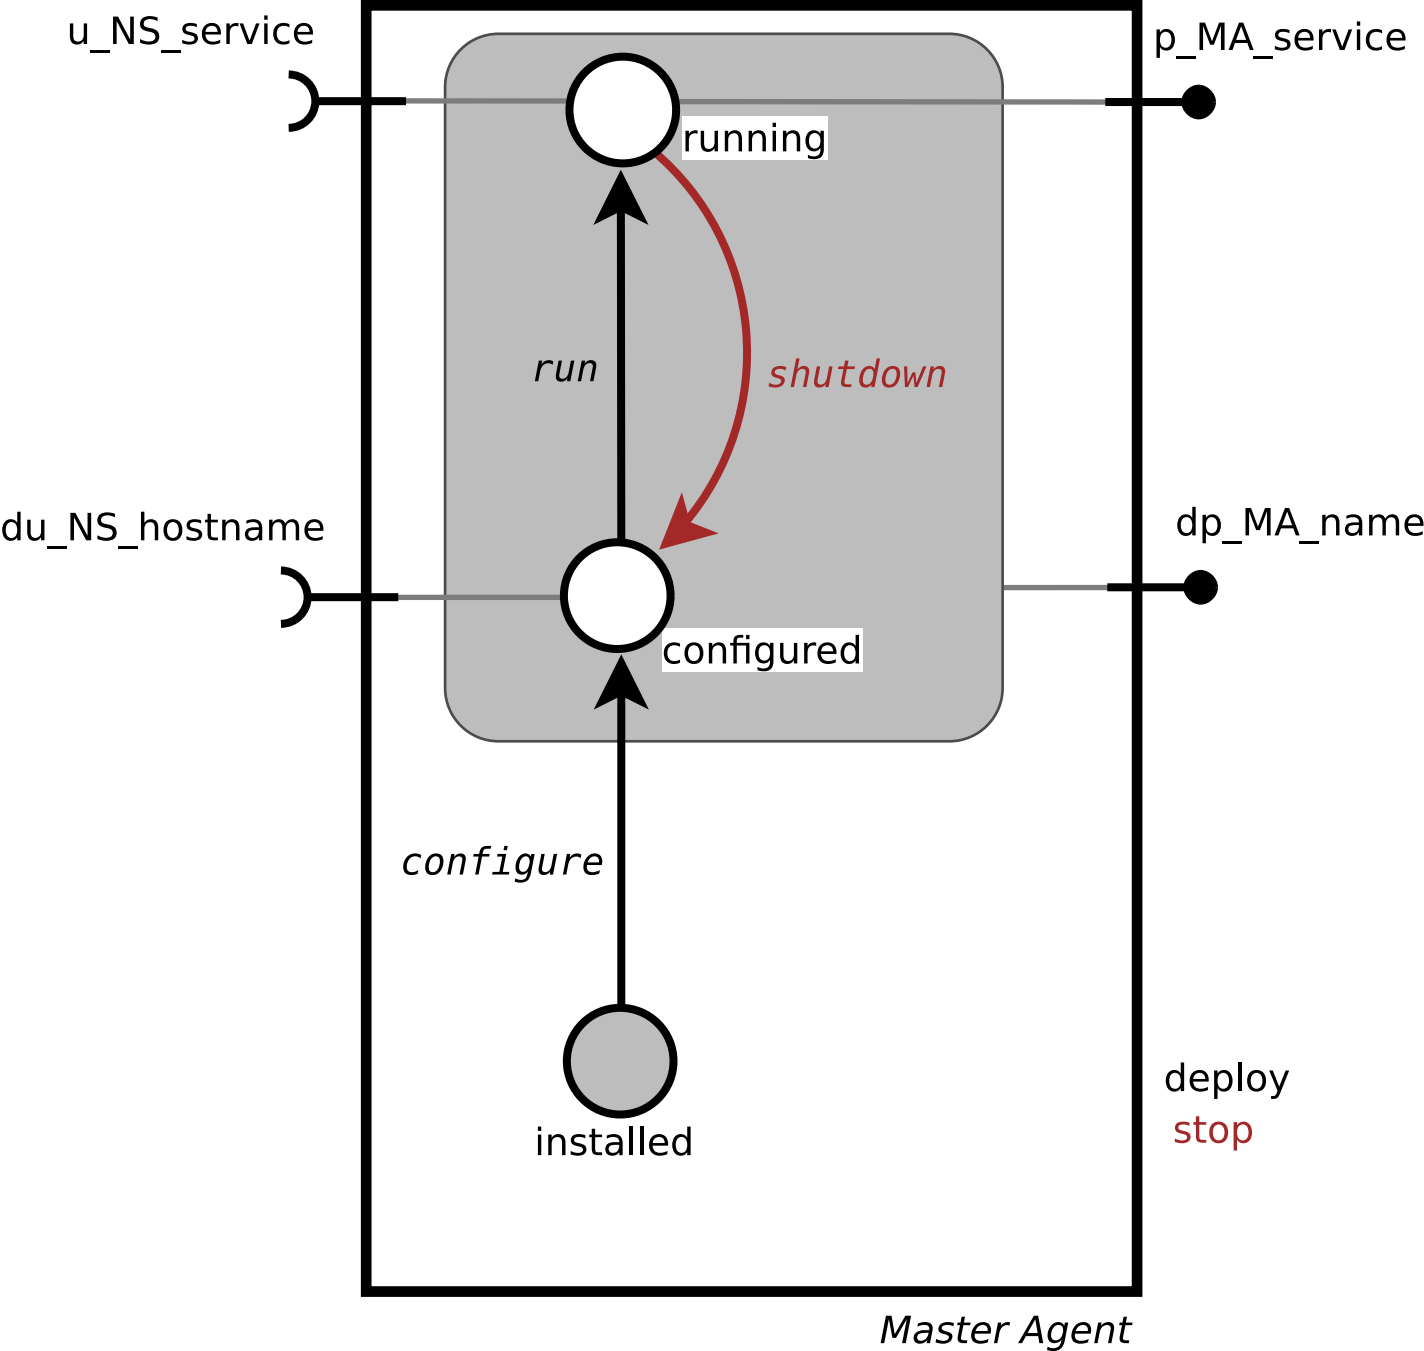 u_NS_service
p_MA_service
running
run
shutdown
du_NS_hostname
dp_MA_name
configured
configure
installed
deploy
stop
Master Agent